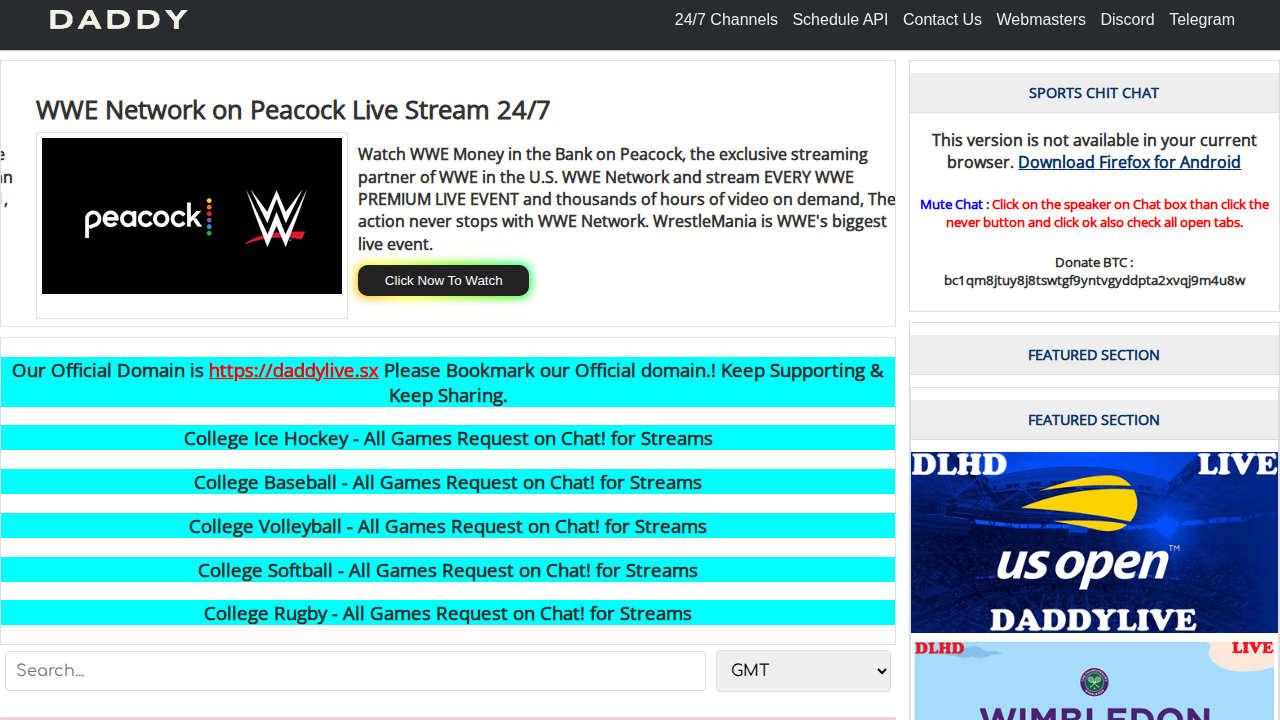 DADDY
24/7 Channels Schedule API Contact Us Webmasters Discord Telegram
WWE Network on Peacock Live Stream 24/7
peacock W
Watch WWE Money in the Bank on Peacock, the exclusive streaming
partner of WWE in the U.S. WWE Network and stream EVERY WWE
PREMIUM LIVE EVENT and thousands of hours of video on demand, The
action never stops with WWE Network. WrestleMania is WWE's biggest
live event.
Click Now To Watch
Our Official Domain is https://daddylive.sx Please Bookmark our Official domain.! Keep Supporting &
Keep Sharing.
College Ice Hockey - All Games Request on Chat! for Streams
College Baseball - All Games Request on Chat! for Streams
College Volleyball - All Games Request on Chat! for Streams
College Softball - All Games Request on Chat! for Streams
College Rugby - All Games Request on Chat! for Streams
Search...
GMT
SPORTS CHIT CHAT
This version is not available in your current
browser. Download Firefox for Android
Mute Chat : Click on the speaker on Chat box than click the
never button and click ok also check all open tabs.
Donate BTC :
bc1qm8jtuy8j8tswtgf9yntvgyddpta2xvqj9m4u8w
FEATURED SECTION
FEATURED SECTION
DLHD LIVE
us open™
DADDYLIVE
DLHD LIVE
WIMBLEDON